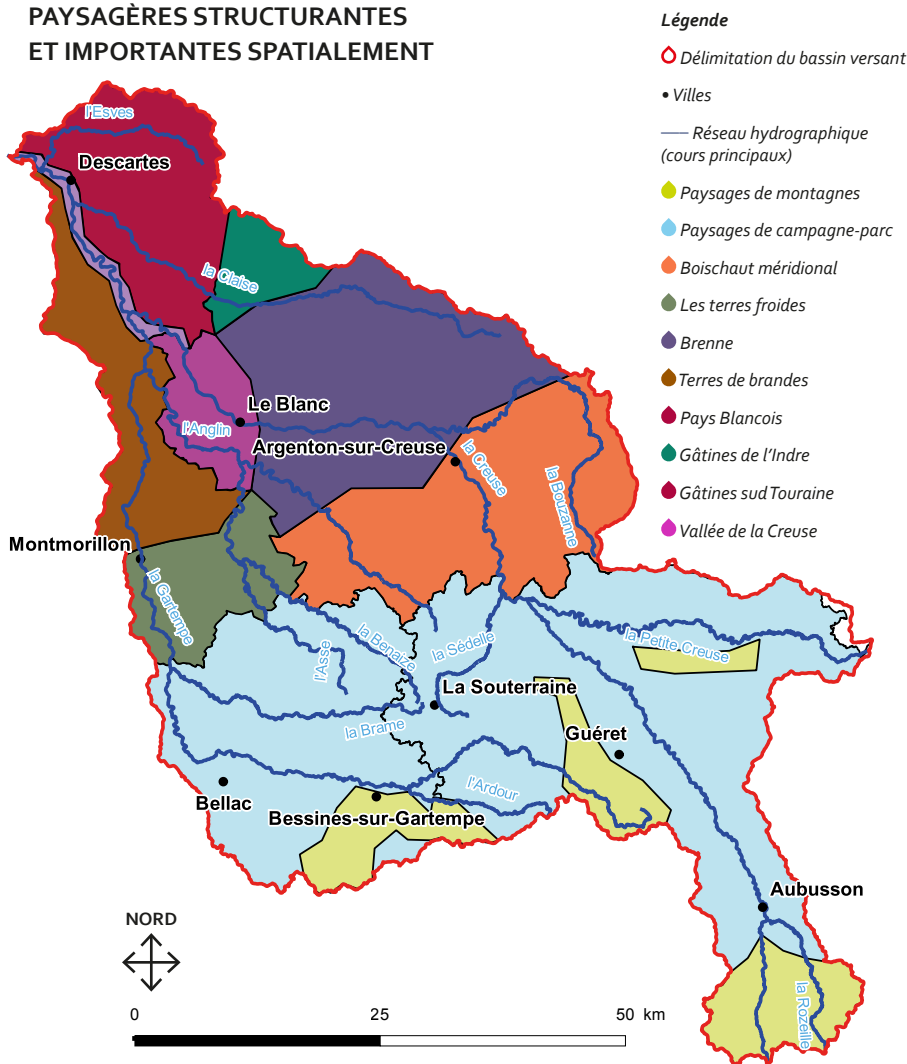 PAYSAGÈRES STRUCTURANTES
ET IMPORTANTES SPATIALEMENT
Légende
Délimitation du bassin versant
Villes
Réseau hydrographique
(cours principaux)
Paysages de montagnes
Paysages de campagne-parc
Boischaut méridional
Les terres froides
Brenne
Terres de brandes
Pays Blancois
Gâtines de l'Indre
Gâtines sud Touraine
Vallée de la Creuse
l'Esves
Descartes
la Claise
Le Blanc
l'Anglin
Argenton-sur-Creuse
la Creuse
la Bouzanne
Montmorillon
la Gartempe
l'Asse
la Benaize
la Sédelle
la Petite Creuse
La Souterraine
la Brame
Guéret
l'Ardour
Bellac
Bessines-sur-Gartempe
Aubusson
la Rozeille
NORD
0 25 50 km